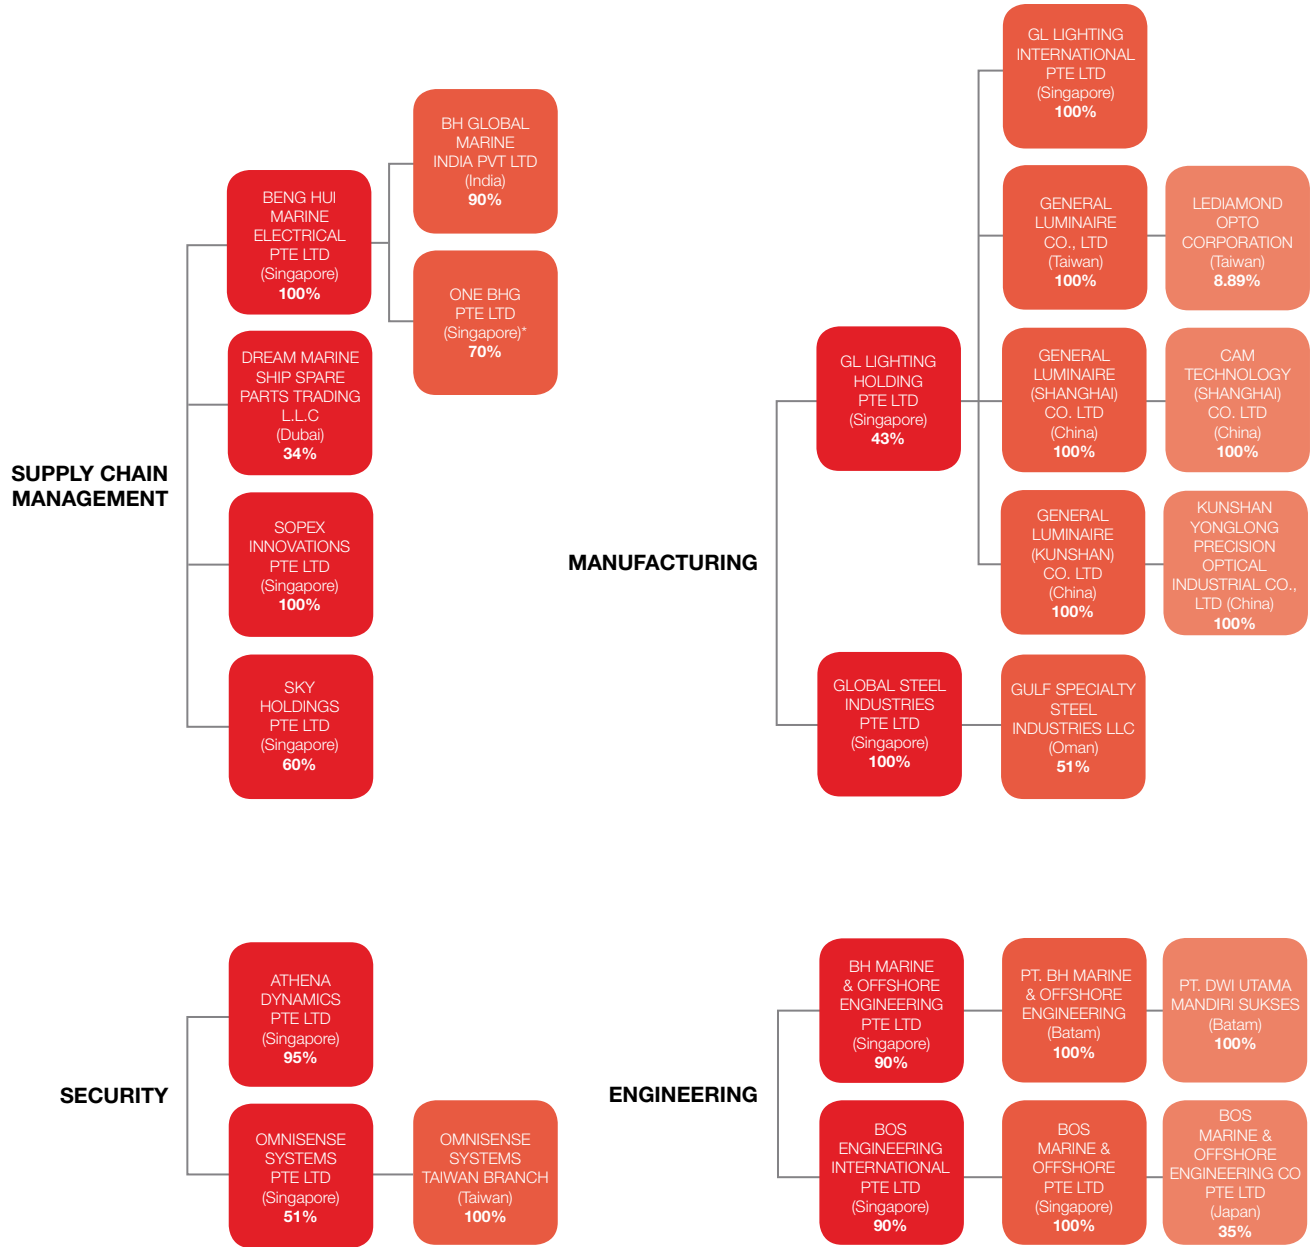 SUPPLY CHAIN
MANAGEMENT
BENG HUI
MARINE
ELECTRICAL
PTE LTD
(Singapore)
100%
BH GLOBAL
MARINE
INDIA PVT LTD
(India)
90%
ONE BHG
PTE LTD
(Singapore)*
70%
DREAM MARINE
SHIP SPARE
PARTS TRADING
L.L.C
(Dubai)
34%
SOPEX
INNOVATIONS
PTE LTD
(Singapore)
100%
SKY
HOLDINGS
PTE LTD
(Singapore)
60%
MANUFACTURING
GL LIGHTING
HOLDING
PTE LTD
(Singapore)
43%
GL LIGHTING
INTERNATIONAL
PTE LTD
(Singapore)
100%
GENERAL
LUMINAIRE
CO., LTD
(Taiwan)
100%
LEDIAMOND
OPTO
CORPORATION
(Taiwan)
8.89%
GENERAL
LUMINAIRE
(SHANGHAI)
CO. LTD
(China)
100%
CAM
TECHNOLOGY
(SHANGHAI)
CO. LTD
(China)
100%
GENERAL
LUMINAIRE
(KUNSHAN)
CO. LTD
(China)
100%
KUNSHAN
YONGLONG
PRECISION
OPTICAL
INDUSTRIAL CO.,
LTD (China)
100%
GLOBAL STEEL
INDUSTRIES
PTE LTD
(Singapore)
100%
GULF SPECIALTY
STEEL
INDUSTRIES LLC
(Oman)
51%
SECURITY
ATHENA
DYNAMICS
PTE LTD
(Singapore)
95%
OMNISENSE
SYSTEMS
PTE LTD
(Singapore)
51%
OMNISENSE
SYSTEMS
TAIWAN BRANCH
(Taiwan)
100%
ENGINEERING
BH MARINE
& OFFSHORE
ENGINEERING
PTE LTD
(Singapore)
90%
PT. BH MARINE
& OFFSHORE
ENGINEERING
(Batam)
100%
PT. DWI UTAMA
MANDIRI SUKSES
(Batam)
100%
BOS
ENGINEERING
INTERNATIONAL
PTE LTD
(Singapore)
90%
BOS
MARINE &
OFFSHORE
PTE LTD
(Singapore)
100%
BOS
MARINE &
OFFSHORE
ENGINEERING CO
PTE LTD
(Japan)
35%